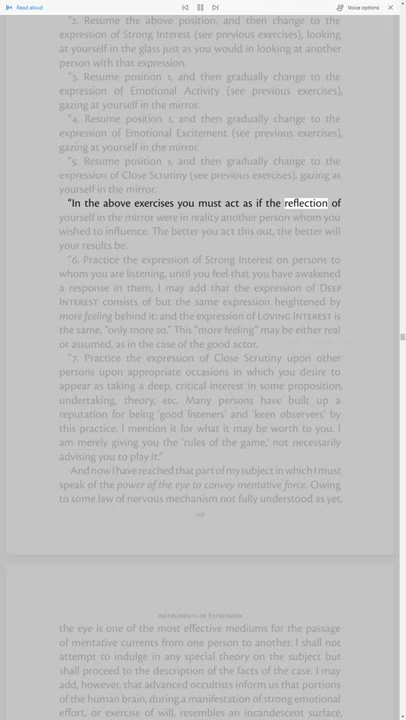 Read aloud
Voice options
"2. Resume the above position, and then gradually change to the
expression of Strong Interest (see previous exercises), looking
at yourself in the glass just as you would in looking at another
person with that expression.
"3. Resume position 1, and then gradually change to the
expression of Emotional Activity (see previous exercises),
gazing at yourself in the mirror.
"4. Resume position 1, and then gradually change to the
expression of Emotional Excitement (see previous exercises),
gazing at yourself in the mirror.
"5. Resume position 1, and then gradually change to the
expression of Close Scrutiny (see previous exercises), gazing at
yourself in the mirror.
"In the above exercises you must act as if the reflection of
yourself in the mirror were in reality another person whom you
wished to influence. The better you act this out, the better will
your results be.
"6. Practice the expression of Strong Interest on persons to
whom you are listening, until you feel that you have awakened
a response in them. I may add that the expression of DEEP
INTEREST consists of but the same expression heightened by
more feeling behind it; and the expression of LOVING INTEREST is
the same, "only more so." This "more feeling" may be either real
or assumed, as in the case of the good actor.
"7. Practice the expression of Close Scrutiny upon other
persons upon appropriate occasions in which you desire to
appear as taking a deep, critical interest in some proposition,
undertaking, theory, etc. Many persons have built up a
reputation for being 'good listeners' and 'keen observers' by
this practice. I mention it for what it may be worth to you. I
am merely giving you the 'rules of the game,' not necessarily
advising you to play it."
And now I have reached that part of my subject in which I must
speak of the power of the eye to convey mentative force. Owing
to some law of nervous mechanism not fully understood as yet,
INSTRUMENTS OF EXPRESSION
the eye is one of the most effective mediums for the passage
of mentative currents from one person to another. I shall not
attempt to indulge in any special theory on the subject but
shall proceed to the description of the facts of the case. I may
add, however, that advanced occultists inform us that portions
of the human brain, during a manifestation of strong emotional
effort, or exercise of will, resembles an incandescent surface,